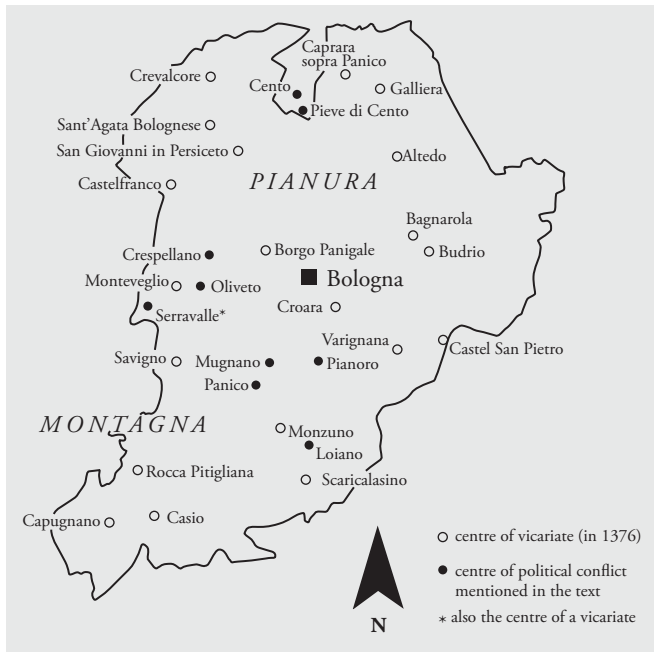 Caprara
sopra Panico
Crevalcore
Cento
Galliera
Pieve di Cento
Sant'Agata Bolognese
San Giovanni in Persiceto
Altedo
Castelfranco
PIANURA
Bagnarola
Crespellano
Borgo Panigale
Budrio
Monteveglio
Oliveto
Bologna
Croara
Serravalle*
Varignana
Castel San Pietro
Savigno
Mugnano
Pianoro
Panico
MONTAGNA
Monzuno
Loiano
Rocca Pitigliana
Scaricalasino
Capugnano
Casio
centre of vicariate (in 1376)
centre of political conflict
mentioned in the text
* also the centre of a vicariate
N